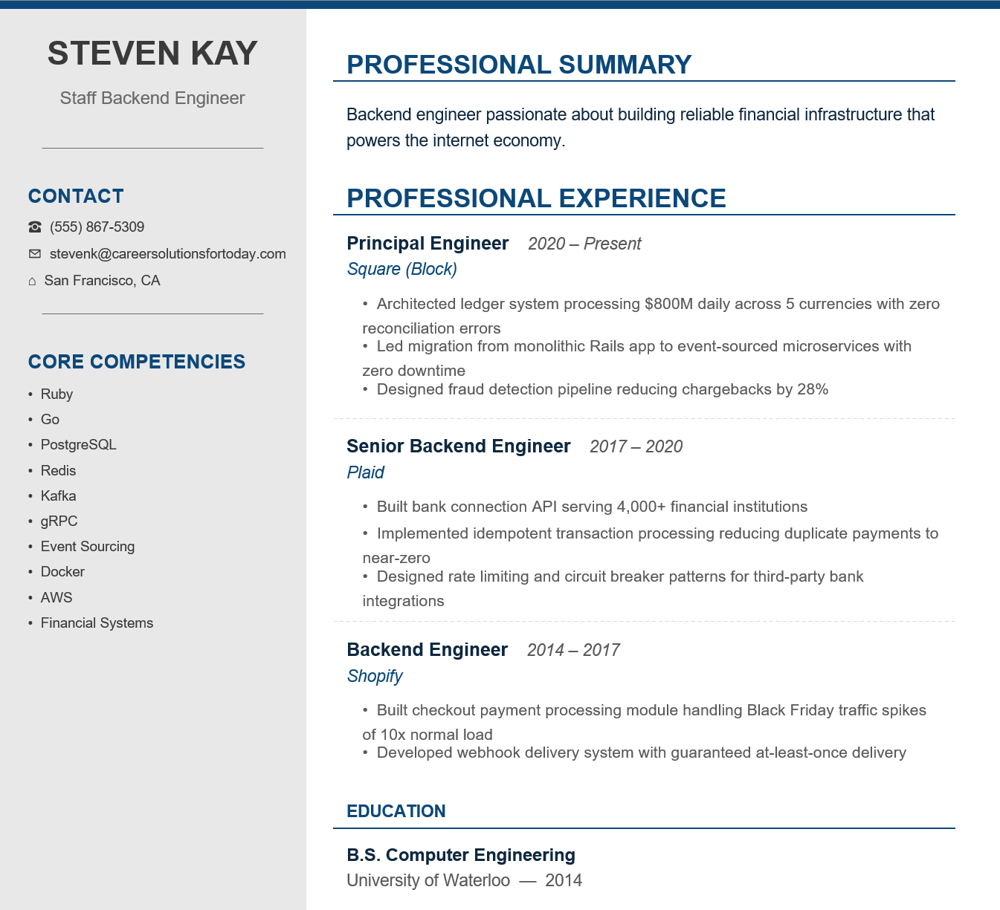 STEVEN KAY
Staff Backend Engineer
CONTACT
(555) 867-5309
stevenk@careersolutionsfortoday.com
San Francisco, CA
CORE COMPETENCIES
• Ruby
• Go
• PostgreSQL
• Redis
• Kafka
• gRPC
• Event Sourcing
• Docker
• AWS
• Financial Systems
PROFESSIONAL SUMMARY
Backend engineer passionate about building reliable financial infrastructure that
powers the internet economy.
PROFESSIONAL EXPERIENCE
Principal Engineer 2020 – Present
Square (Block)
• Architected ledger system processing $800M daily across 5 currencies with zero
reconciliation errors
• Led migration from monolithic Rails app to event-sourced microservices with
zero downtime
• Designed fraud detection pipeline reducing chargebacks by 28%
Senior Backend Engineer 2017 – 2020
Plaid
• Built bank connection API serving 4,000+ financial institutions
• Implemented idempotent transaction processing reducing duplicate payments to
near-zero
• Designed rate limiting and circuit breaker patterns for third-party bank
integrations
Backend Engineer 2014 – 2017
Shopify
• Built checkout payment processing module handling Black Friday traffic spikes
of 10x normal load
• Developed webhook delivery system with guaranteed at-least-once delivery
EDUCATION
B.S. Computer Engineering
University of Waterloo — 2014